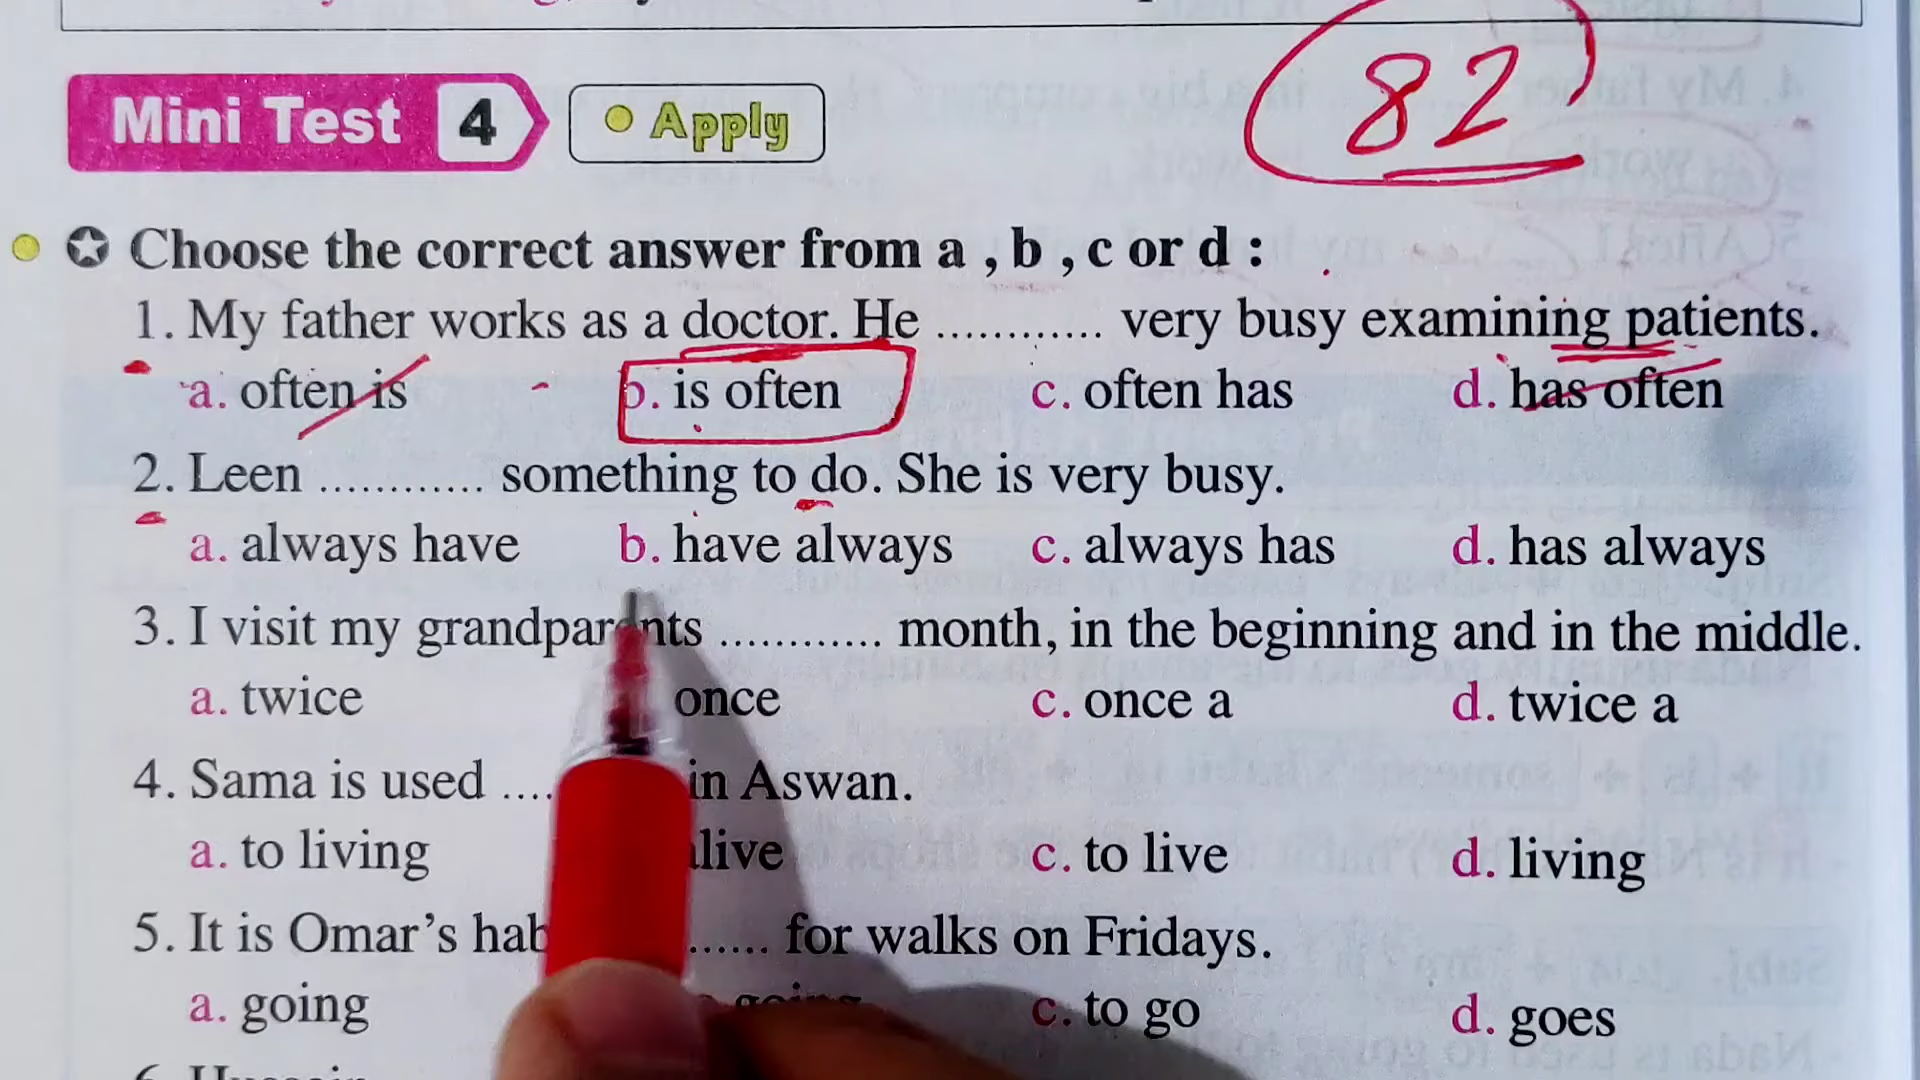 82
Mini Test 4 Apply
Choose the correct answer from a , b , c or d :
1. My father works as a doctor. He ............ very busy examining patients.
a. often is b. is often c. often has d. has often
2. Leen ............ something to do. She is very busy.
a. always have b. have always c. always has d. has always
3. I visit my grandparents ............ month, in the beginning and in the middle.
a. twice once c. once a d. twice a
4. Sama is used .... in Aswan.
a. to living live c. to live d. living
5. It is Omar's ...... for walks on Fridays.
a. going going c. to go d. goes